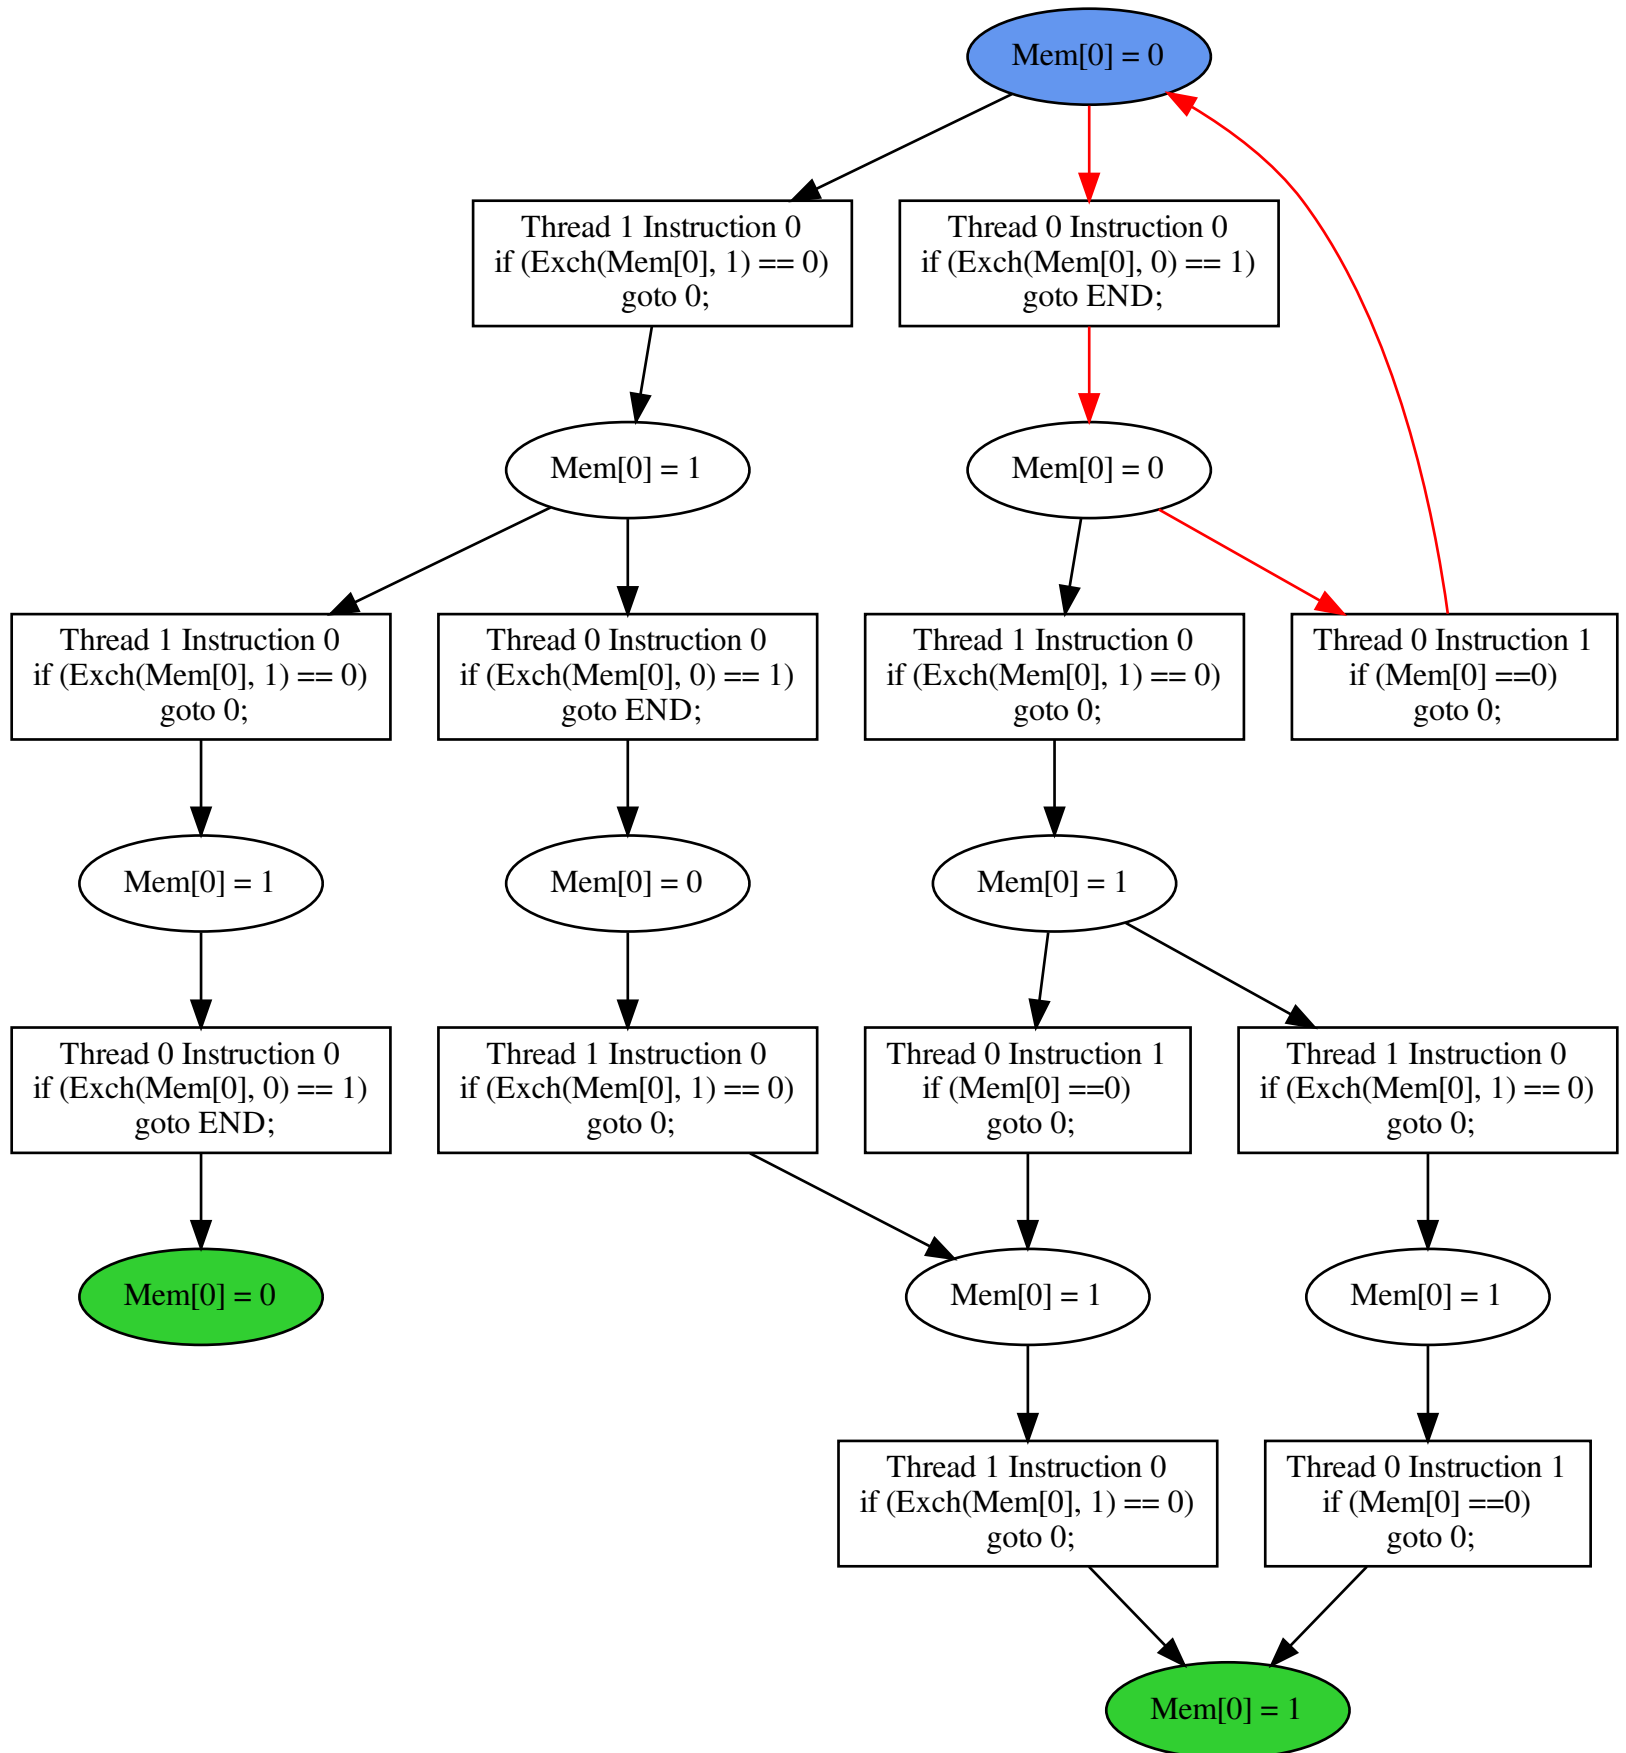 Mem[0] = 0
Thread 1 Instruction 0
if (Exch(Mem[0], 1) == 0)
goto 0;
Thread 0 Instruction 0
if (Exch(Mem[0], 0) == 1)
goto END;
Mem[0] = 1
Mem[0] = 0
Thread 1 Instruction 0
if (Exch(Mem[0], 1) == 0)
goto 0;
Thread 0 Instruction 0
if (Exch(Mem[0], 0) == 1)
goto END;
Thread 1 Instruction 0
if (Exch(Mem[0], 1) == 0)
goto 0;
Thread 0 Instruction 1
if (Mem[0] ==0)
goto 0;
Mem[0] = 1
Mem[0] = 0
Mem[0] = 1
Thread 0 Instruction 0
if (Exch(Mem[0], 0) == 1)
goto END;
Thread 1 Instruction 0
if (Exch(Mem[0], 1) == 0)
goto 0;
Thread 0 Instruction 1
if (Mem[0] ==0)
goto 0;
Thread 1 Instruction 0
if (Exch(Mem[0], 1) == 0)
goto 0;
Mem[0] = 0
Mem[0] = 1
Mem[0] = 1
Thread 1 Instruction 0
if (Exch(Mem[0], 1) == 0)
goto 0;
Thread 0 Instruction 1
if (Mem[0] ==0)
goto 0;
Mem[0] = 1